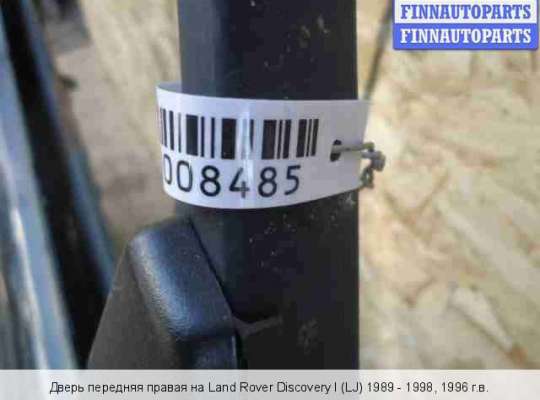 FINNAUTOPARTS
FINNAUTOPARTS
008485
Дверь передняя правая на Land Rover Discovery I (LJ) 1989 - 1998, 1996 г.в.